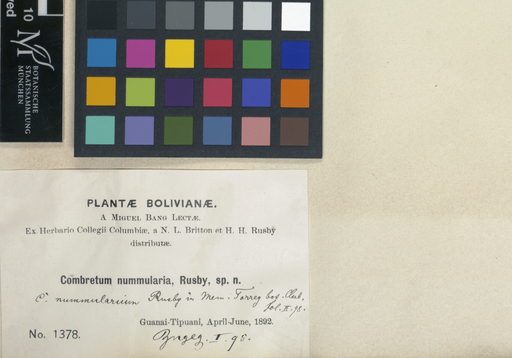 10
BOTANISCHE
STAATSSAMMLUNG
MÜNCHEN
PLANTÆ BOLIVIANÆ.
A MIGUEL BANG LECTÆ.
Ex Herbario Collegii Columbiæ, a N. L. Britton et H. H. Rusby
distributæ.
Combretum nummularia, Rusby, sp. n.
C. nummularium Rusby in Mem. Torrey bot. Club.
No. 1378.
Guanai-Tipuani, April-June, 1892.